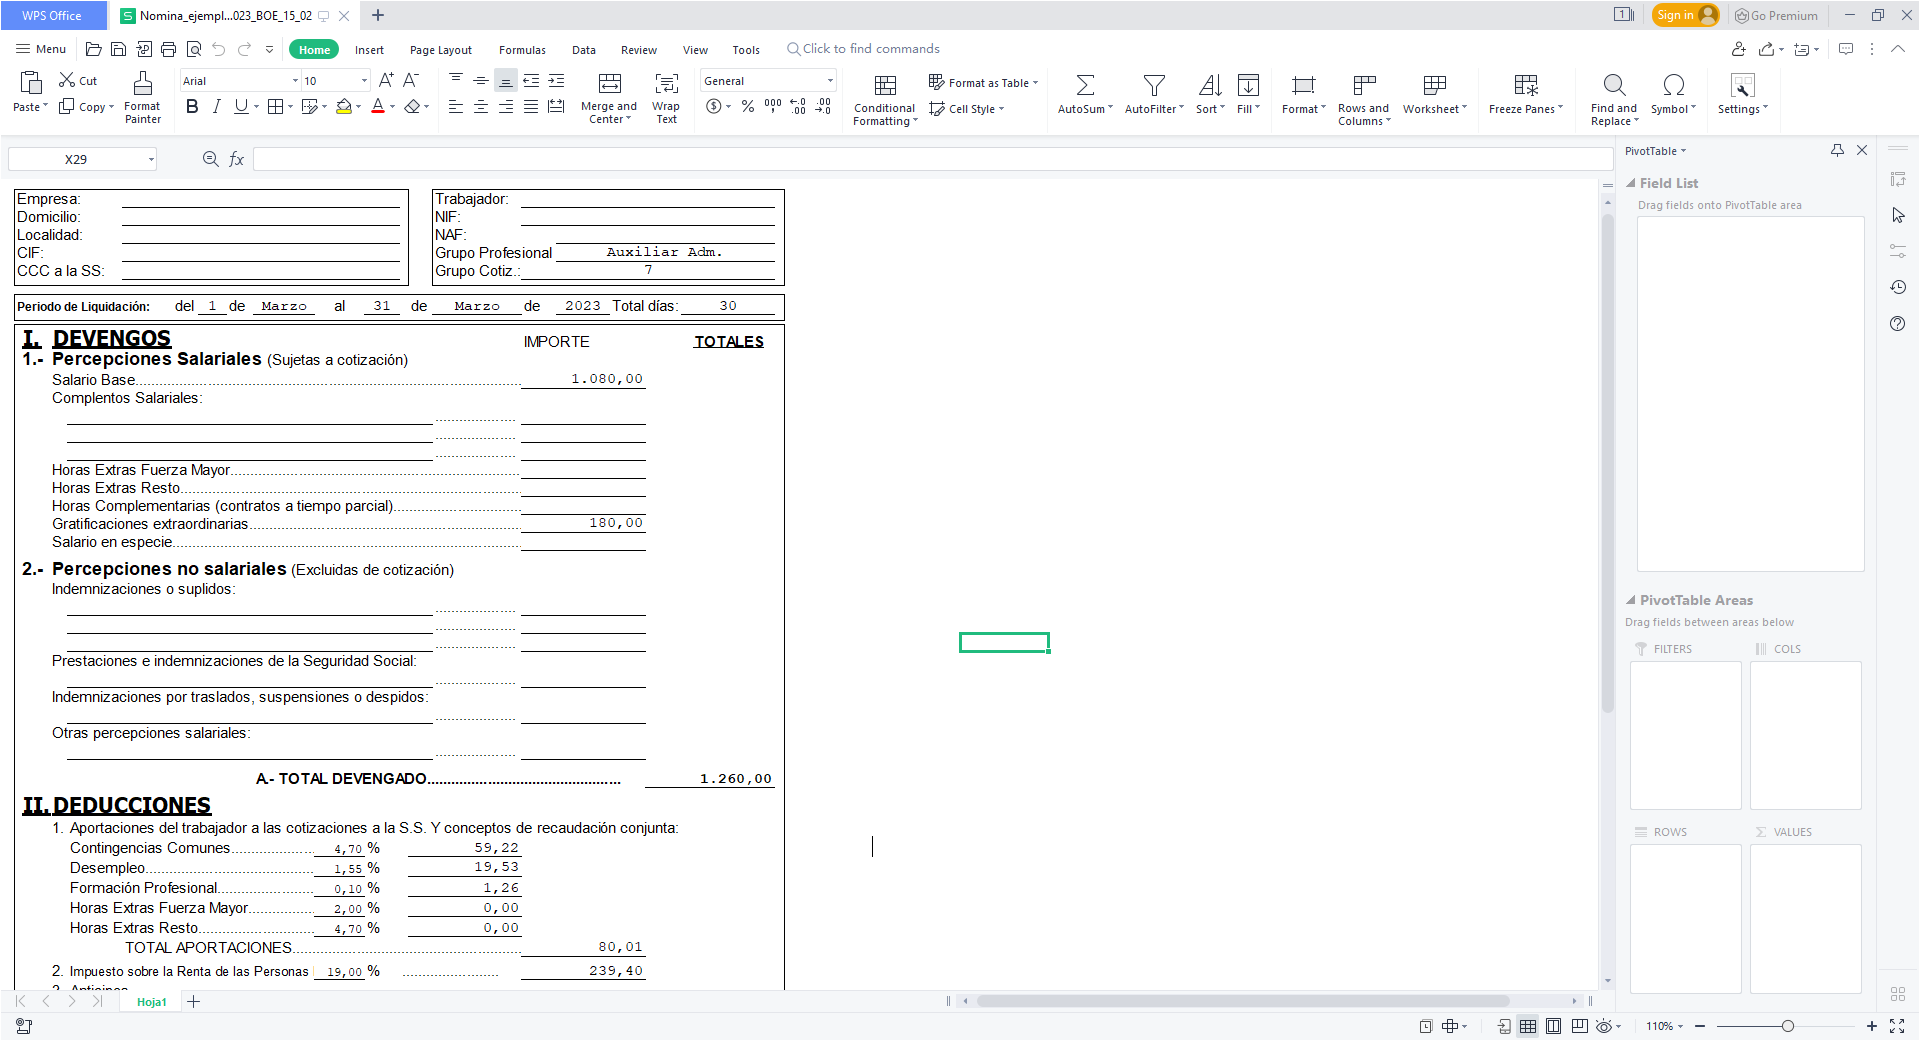 WPS Office
Nomina_ejempl...023_BOE_15_02
1
Sign in
Go Premium
Menu
Home
Insert
Page Layout
Formulas
Data
Review
View
Tools
Click to find commands
Paste
Cut
Copy
Format Painter
Arial
10
B I U A
Merge and Center
Wrap Text
General
Conditional Formatting
Format as Table
Cell Style
AutoSum
AutoFilter
Sort
Fill
Format
Rows and Columns
Worksheet
Freeze Panes
Find and Replace
Symbol
Settings
X29
fx
Empresa:
Domicilio:
Localidad:
CIF:
CCC a la SS:
Trabajador:
NIF:
NAF:
Grupo Profesional Auxiliar Adm.
Grupo Cotiz.: 7
Periodo de Liquidación: del 1 de Marzo al 31 de Marzo de 2023 Total días: 30
I. DEVENGOS IMPORTE TOTALES
1.- Percepciones Salariales (Sujetas a cotización)
Salario Base 1.080,00
Complentos Salariales:
Horas Extras Fuerza Mayor
Horas Extras Resto
Horas Complementarias (contratos a tiempo parcial)
Gratificaciones extraordinarias 180,00
Salario en especie
2.- Percepciones no salariales (Excluidas de cotización)
Indemnizaciones o suplidos:
Prestaciones e indemnizaciones de la Seguridad Social:
Indemnizaciones por traslados, suspensiones o despidos:
Otras percepciones salariales:
A.- TOTAL DEVENGADO 1.260,00
II. DEDUCCIONES
1. Aportaciones del trabajador a las cotizaciones a la S.S. Y conceptos de recaudación conjunta:
Contingencias Comunes 4,70 % 59,22
Desempleo 1,55 % 19,53
Formación Profesional 0,10 % 1,26
Horas Extras Fuerza Mayor 2,00 % 0,00
Horas Extras Resto 4,70 % 0,00
TOTAL APORTACIONES 80,01
2. Impuesto sobre la Renta de las Personas 19,00 % 239,40
PivotTable
Field List
Drag fields onto PivotTable area
PivotTable Areas
Drag fields between areas below
FILTERS
COLS
ROWS
VALUES
Hoja1
110%